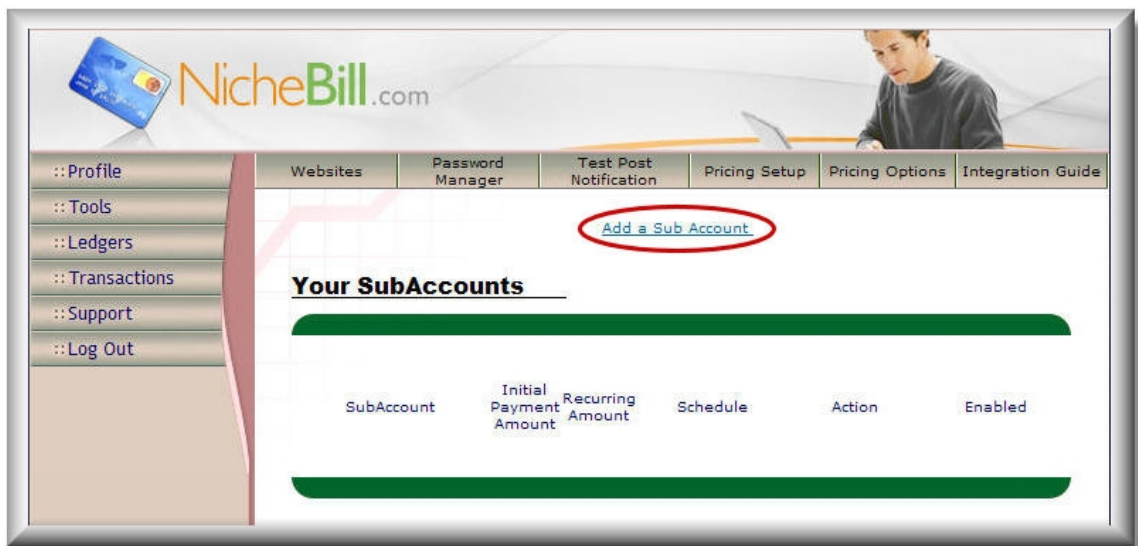 NicheBill.com
::Profile
::Tools
::Ledgers
::Transactions
::Support
::Log Out
Websites
Password
Manager
Test Post
Notification
Pricing Setup
Pricing Options
Integration Guide
Add a Sub Account
Your SubAccounts
SubAccount
Initial
Payment
Amount
Recurring
Amount
Schedule
Action
Enabled